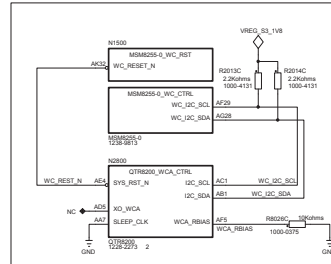 VREG_S3_1V8
N1500
MSM8255-0_WC_RST
AK32
WC_RESET_N
R2013C
2.2Kohms
1000-4131
R2014C
2.2Kohms
1000-4131
MSM8255-0_WC_CTRL
WC_I2C_SCL
AF29
WC_I2C_SDA
AG28
MSM8255-0
1238-9813
N2800
QTR8200_WCA_CTRL
WC_REST_N
AE4
SYS_RST_N
I2C_SCL
AC1
WC_I2C_SCL
I2C_SDA
AB1
WC_I2C_SDA
NC
AD5
XO_WCA
AA7
SLEEP_CLK
WCA_RBIAS
AF5
WCA_RBIAS
R8026C
10Kohms
1000-0375
GND
GND
QTR8200
1228-2273 2